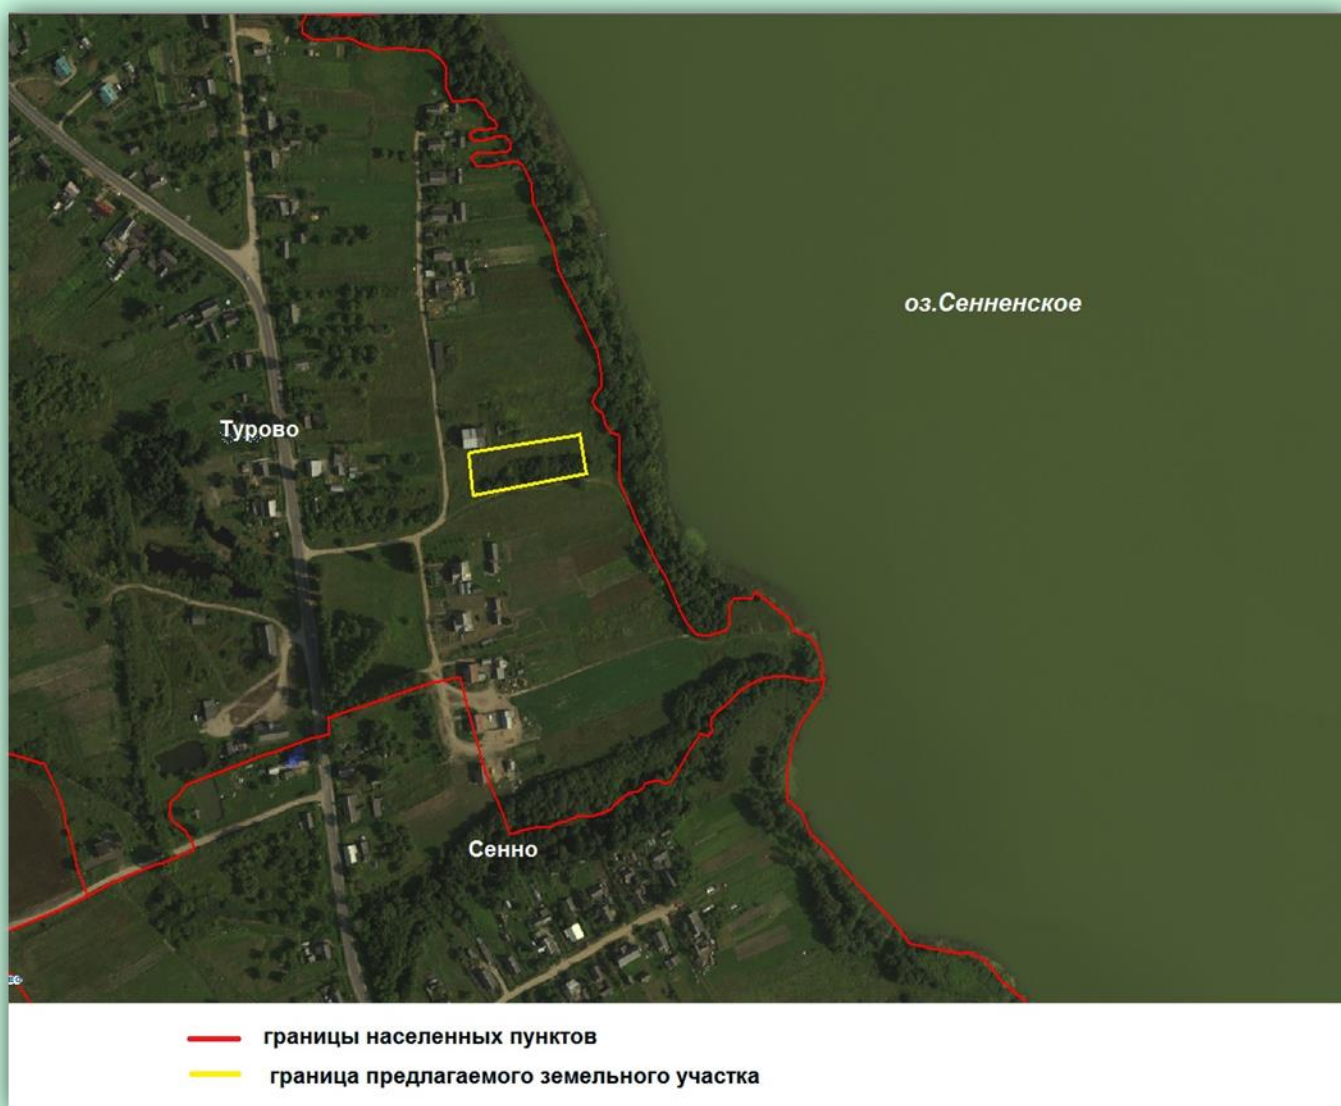 оз.Сенненское
Турово
Сенно
границы населенных пунктов
граница предлагаемого земельного участка